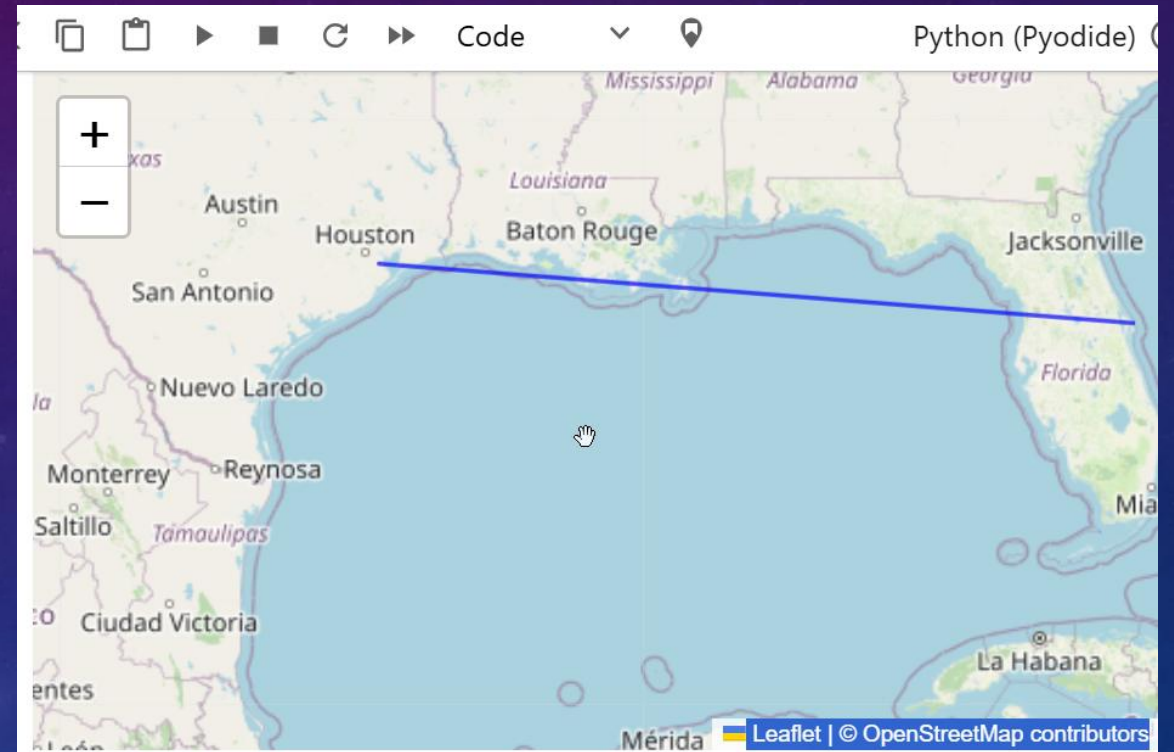 Code
Python (Pyodide)
Mississippi
Alabama
Georgia
+
xas
−
Louisiana
Austin
Houston
Baton Rouge
Jacksonville
San Antonio
Florida
Nuevo Laredo
la
Reynosa
Monterrey
Mia
Saltillo
Tamaulipas
Ciudad Victoria
La Habana
entes
Mérida
Leaflet | © OpenStreetMap contributors